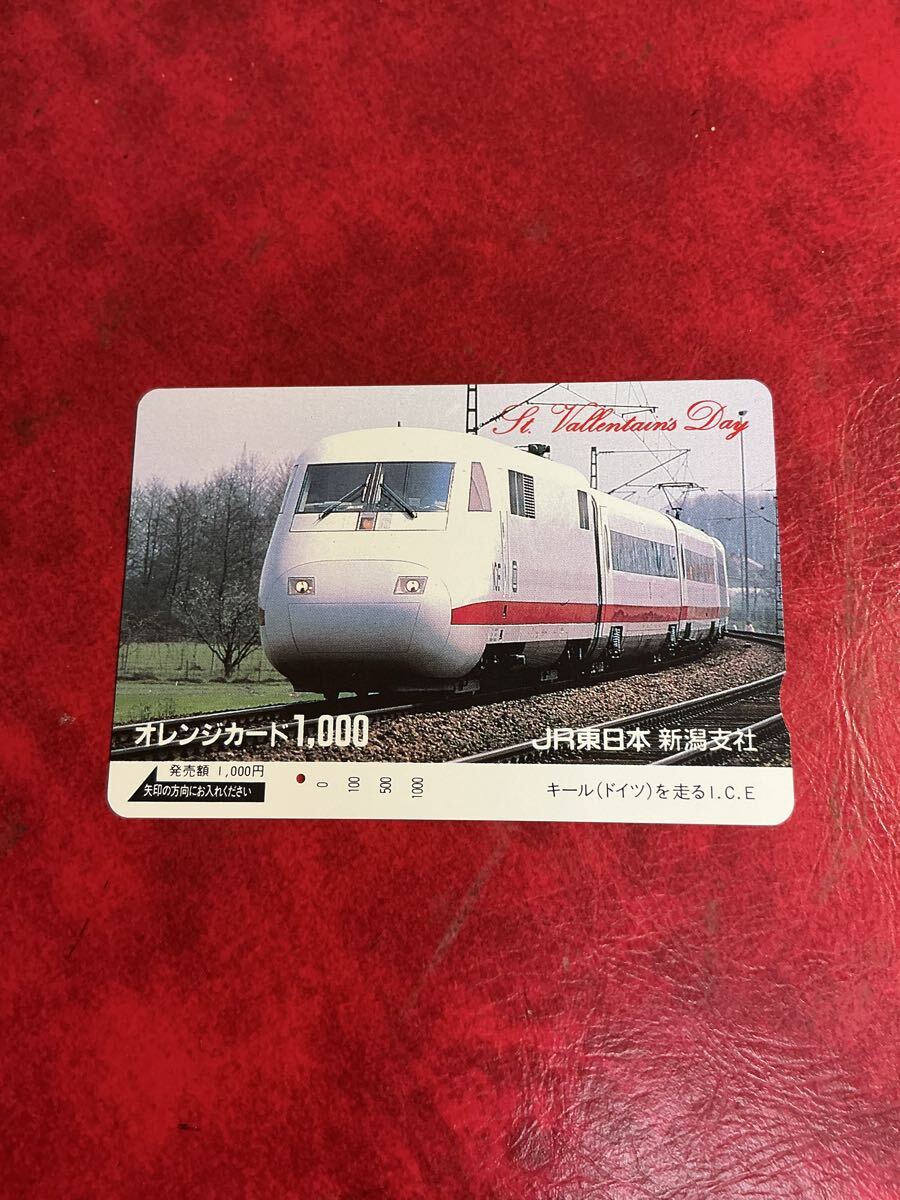 St. Vallentain's Day
オレンジカード1,000
JR東日本 新潟支社
発売額 1,000円
矢印の方向にお入れください
0 100 500 1000
キール(ドイツ)を走るI.C.E